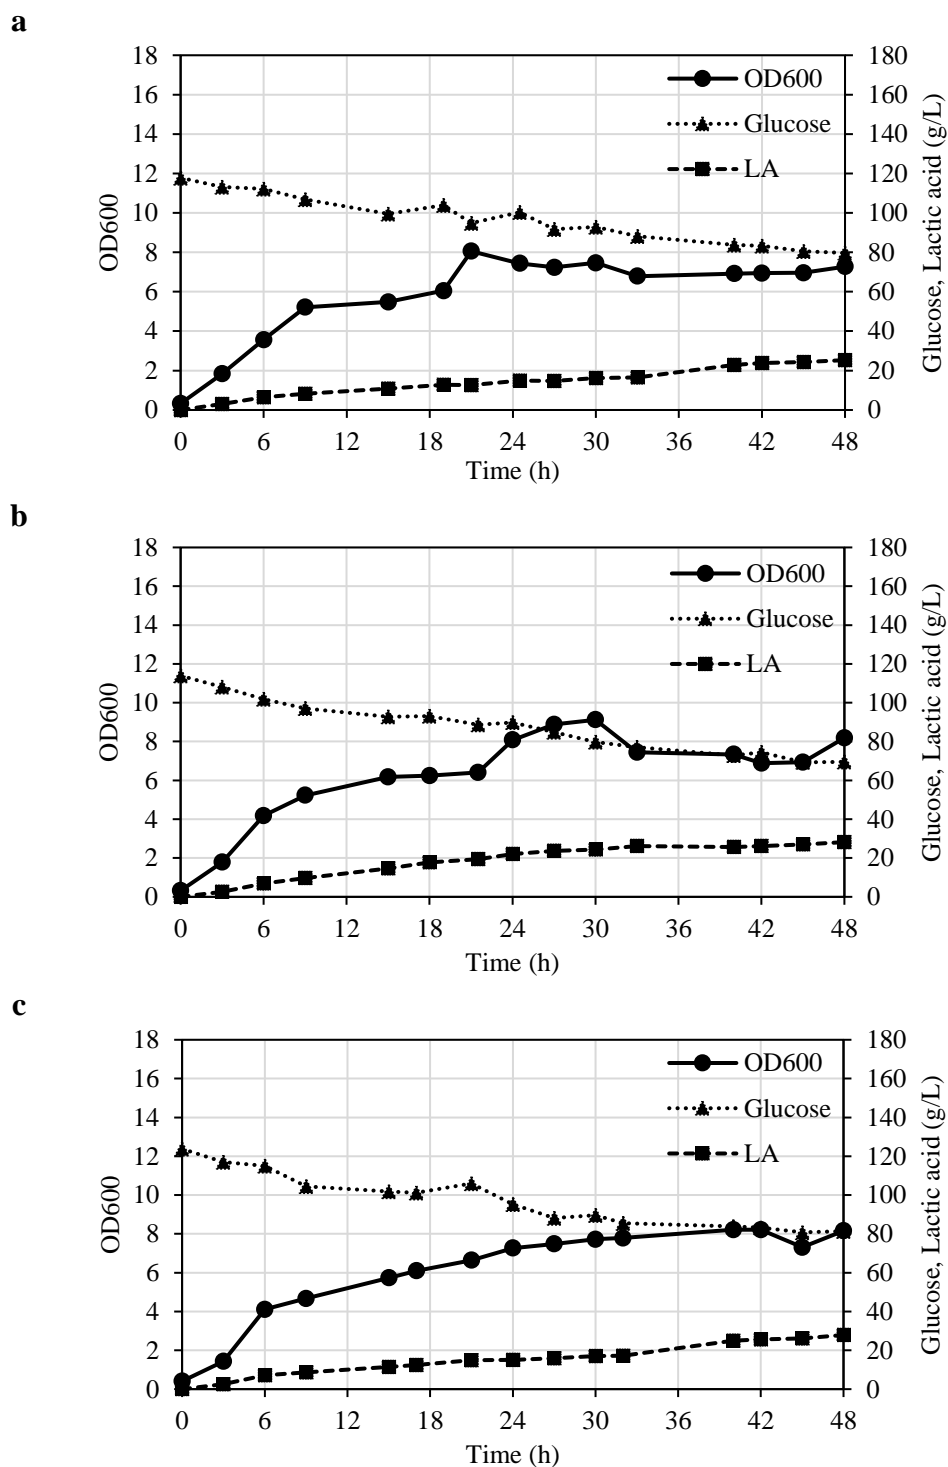 a
18
16
14
12
10
8
6
4
2
0
OD600
180
160
140
120
100
80
60
40
20
0
Glucose, Lactic acid (g/L)
OD600
Glucose
LA
0 6 12 18 24 30 36 42 48
Time (h)
b
18
16
14
12
10
8
6
4
2
0
OD600
180
160
140
120
100
80
60
40
20
0
Glucose, Lactic acid (g/L)
OD600
Glucose
LA
0 6 12 18 24 30 36 42 48
Time (h)
c
18
16
14
12
10
8
6
4
2
0
OD600
180
160
140
120
100
80
60
40
20
0
Glucose, Lactic acid (g/L)
OD600
Glucose
LA
0 6 12 18 24 30 36 42 48
Time (h)